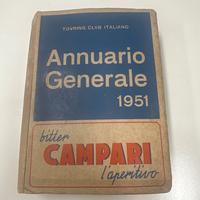 TOURING CLUB ITALIANO
Annuario
Generale
1951
bitter
CAMPARI
l'aperitivo